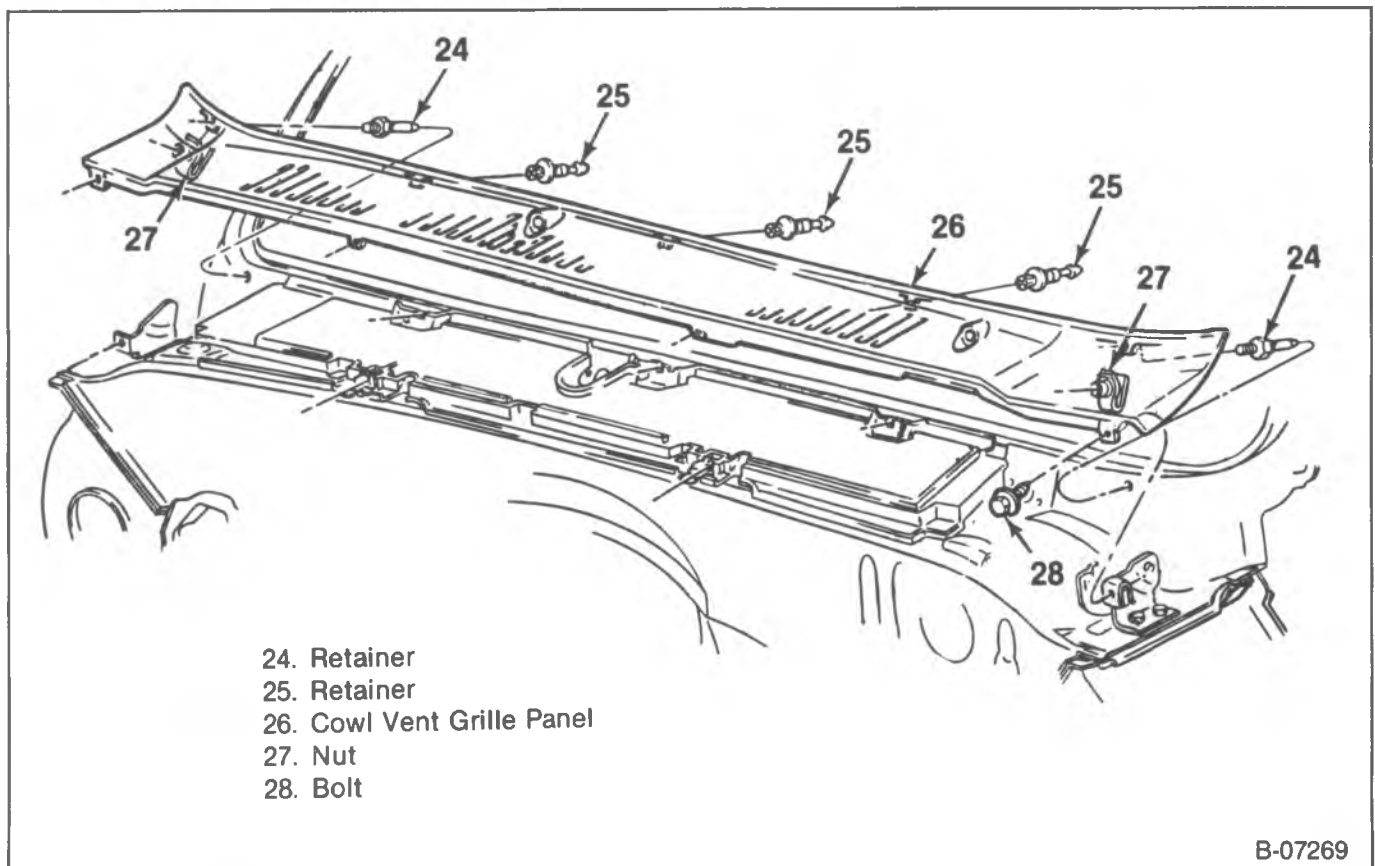 24
25
25
25
26
27
27
24
28
24. Retainer
25. Retainer
26. Cowl Vent Grille Panel
27. Nut
28. Bolt
B-07269